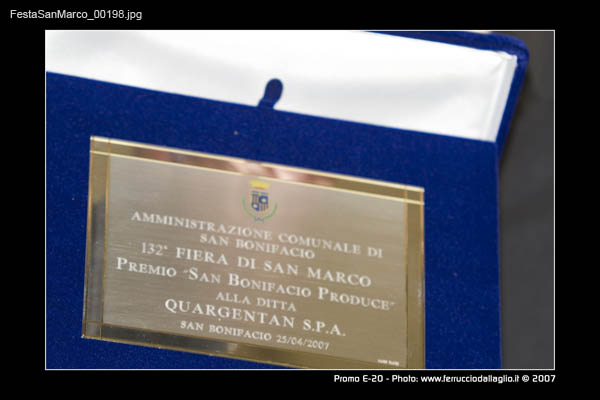 FestaSanMarco_00198.jpg
AMMINISTRAZIONE COMUNALE DI
SAN BONIFACIO
132ª FIERA DI SAN MARCO
PREMIO "SAN BONIFACIO PRODUCE"
ALLA DITTA
QUARGENTAN S.P.A.
SAN BONIFACIO 25/04/2007
Promo E-20 - Photo: www.ferrucciodallaglio.it © 2007